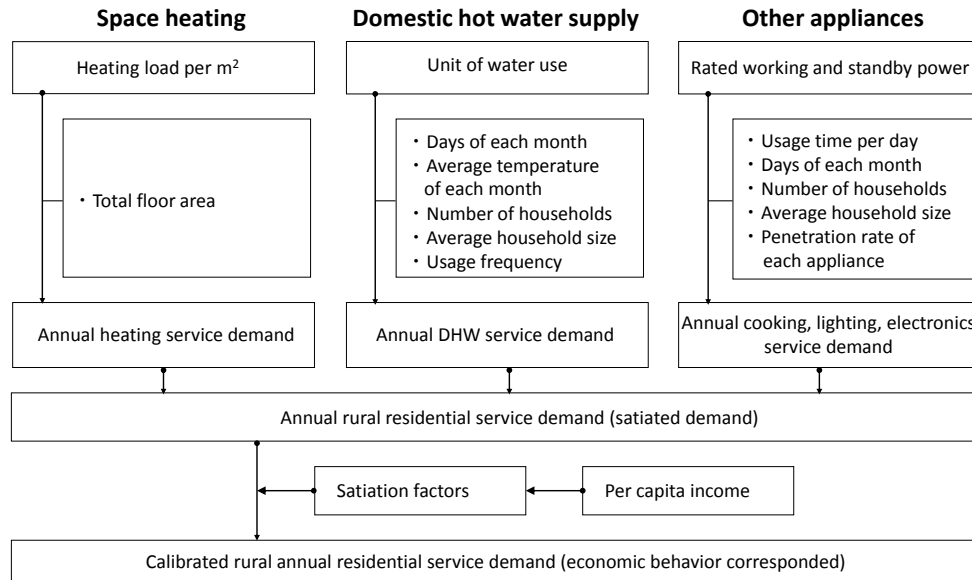 Space heating
Domestic hot water supply
Other appliances
Heating load per m²
Unit of water use
Rated working and standby power
・Total floor area
・Days of each month
・Average temperature
of each month
・Number of households
・Average household size
・Usage frequency
・Usage time per day
・Days of each month
・Number of households
・Average household size
・Penetration rate of
each appliance
Annual heating service demand
Annual DHW service demand
Annual cooking, lighting, electronics
service demand
Annual rural residential service demand (satiated demand)
Satiation factors
Per capita income
Calibrated rural annual residential service demand (economic behavior corresponded)